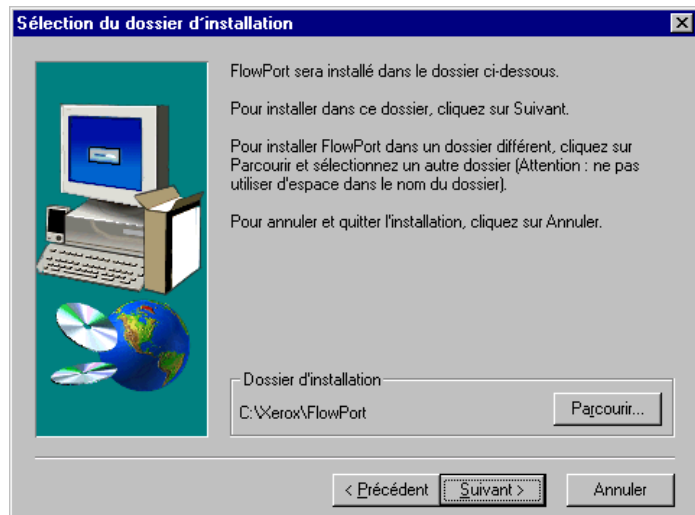 Sélection du dossier d'installation
FlowPort sera installé dans le dossier ci-dessous.
Pour installer dans ce dossier, cliquez sur Suivant.
Pour installer FlowPort dans un dossier différent, cliquez sur
Parcourir et sélectionnez un autre dossier (Attention : ne pas
utiliser d'espace dans le nom du dossier).
Pour annuler et quitter l'installation, cliquez sur Annuler.
Dossier d'installation
C:\Xerox\FlowPort
Parcourir...
< Précédent
Suivant >
Annuler